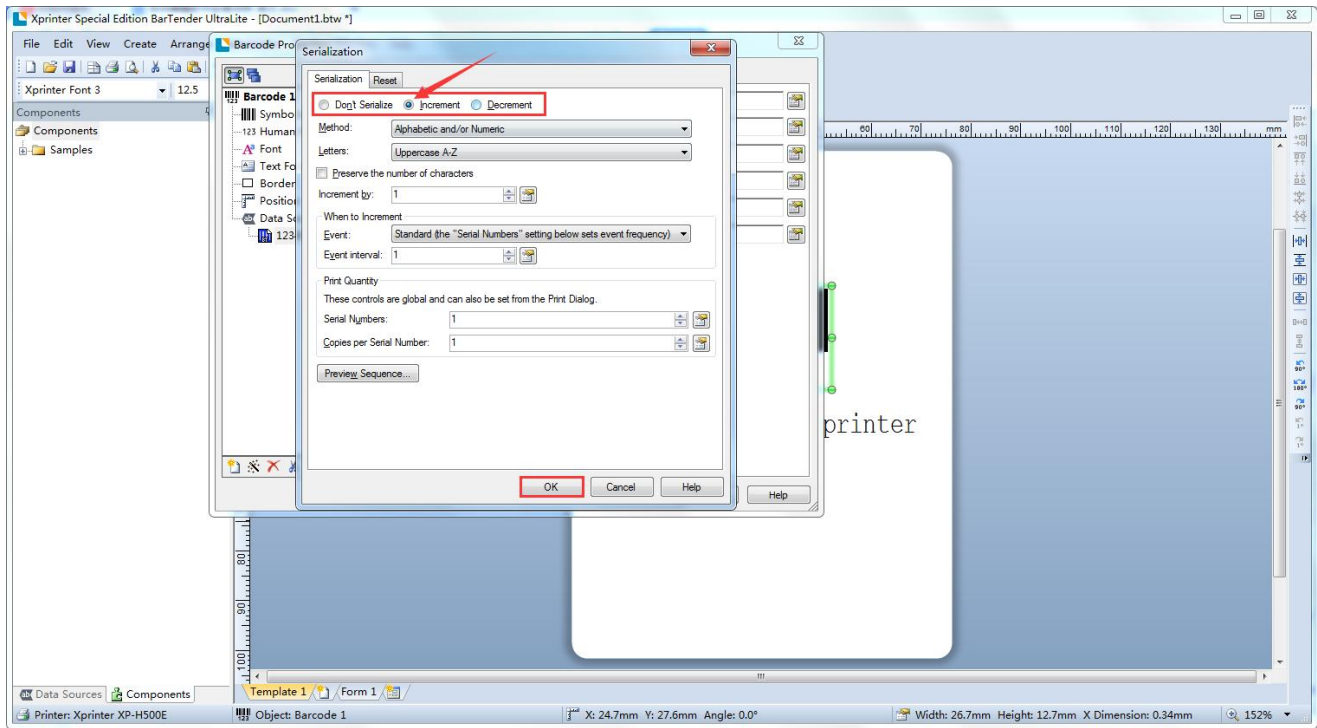 Xprinter Special Edition BarTender UltraLite - [Document1.btw *]
File Edit View Create Arrange
Xprinter Font 3 12.5
Components
Components
Samples
Barcode Pro
Barcode 1
Symbo
123 Human
Font
Text Fo
Border
Position
Data So
123
Serialization
Serialization Reset
Don't Serialize Increment Decrement
Method: Alphabetic and/or Numeric
Letters: Uppercase A-Z
Preserve the number of characters
Increment by: 1
When to Increment
Event: Standard (the "Serial Numbers" setting below sets event frequency)
Event interval: 1
Print Quantity
These controls are global and can also be set from the Print Dialog.
Serial Numbers: 1
Copies per Serial Number: 1
Preview Sequence...
OK Cancel Help
Help
60 70 80 90 100 110 120 130 mm
printer
80
90
100
90°
180°
90°
1°
1°
Data Sources Components
Template 1 Form 1
Printer: Xprinter XP-H500E Object: Barcode 1 X: 24.7mm Y: 27.6mm Angle: 0.0° Width: 26.7mm Height: 12.7mm X Dimension: 0.34mm 152%